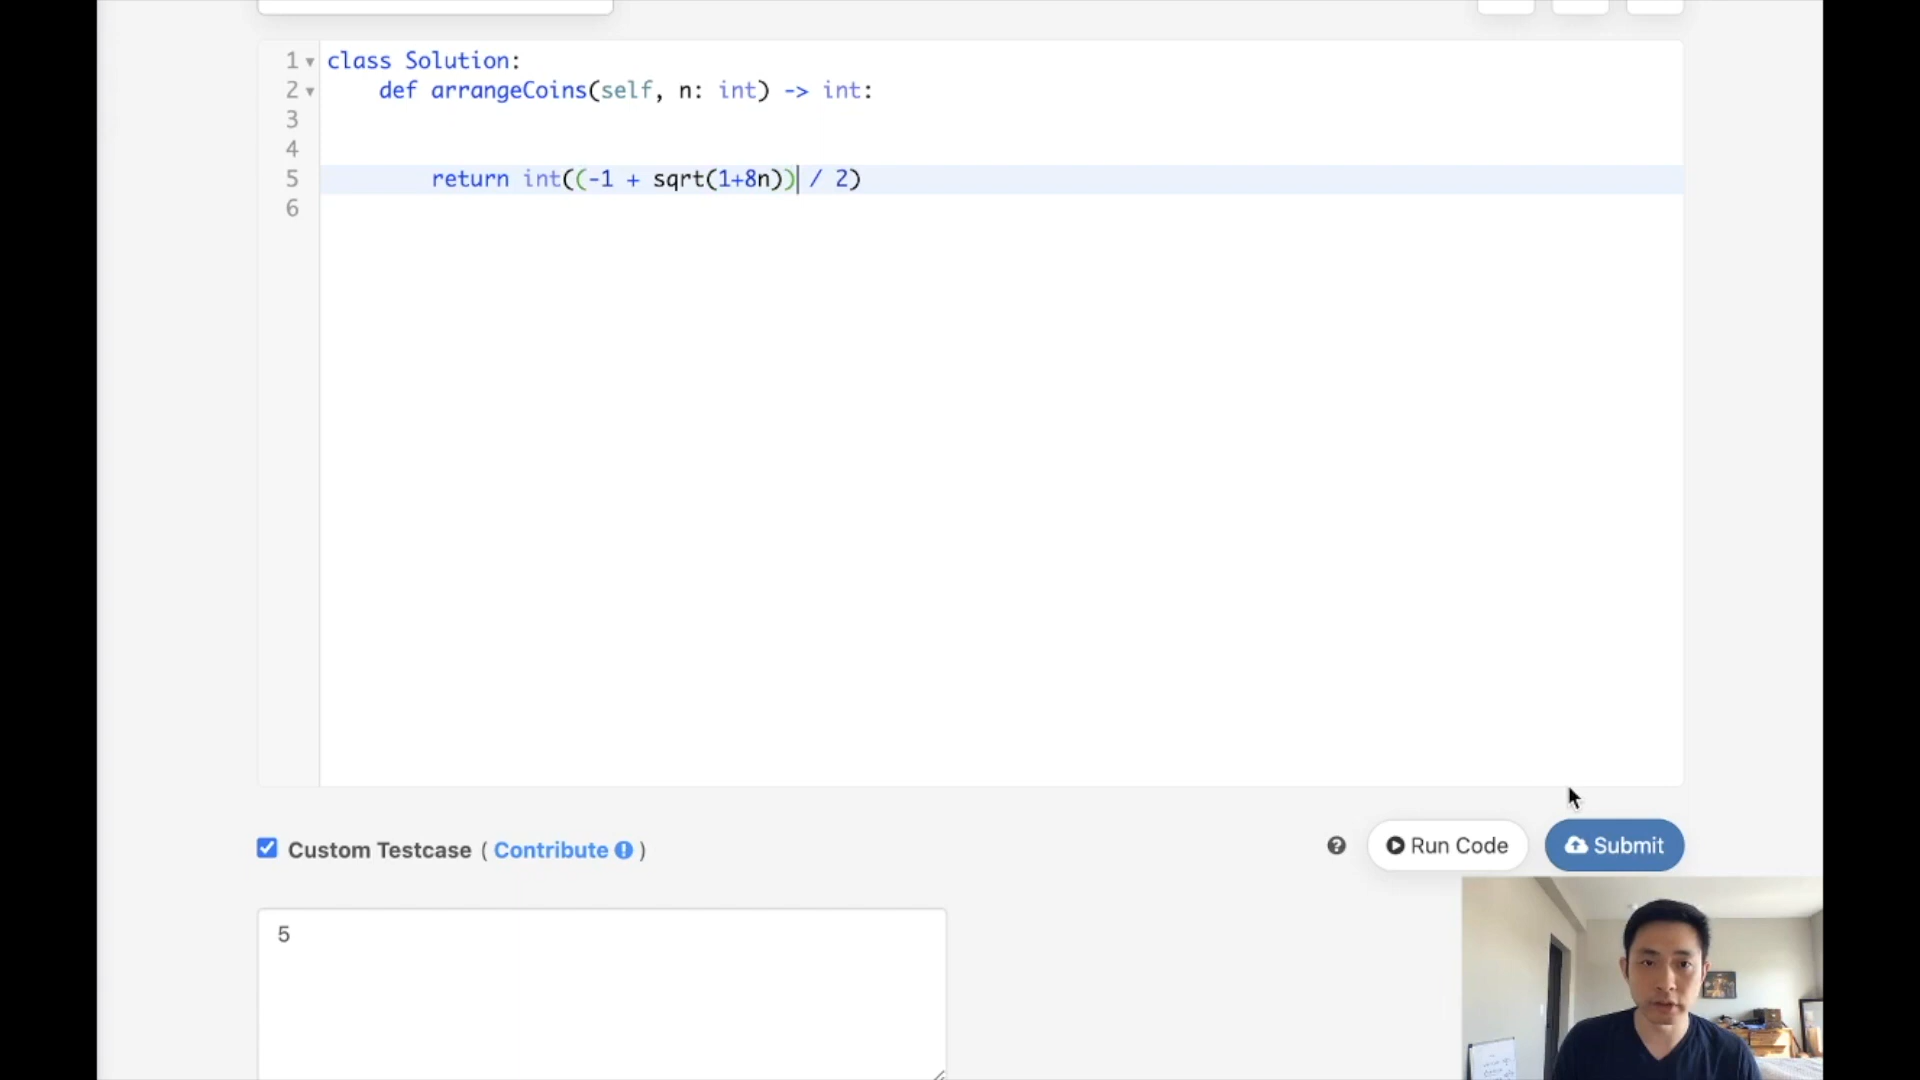 1 class Solution:
2 def arrangeCoins(self, n: int) -> int:
3
4
5 return int((-1 + sqrt(1+8n)) / 2)
6
Custom Testcase ( Contribute )
Run Code
Submit
5